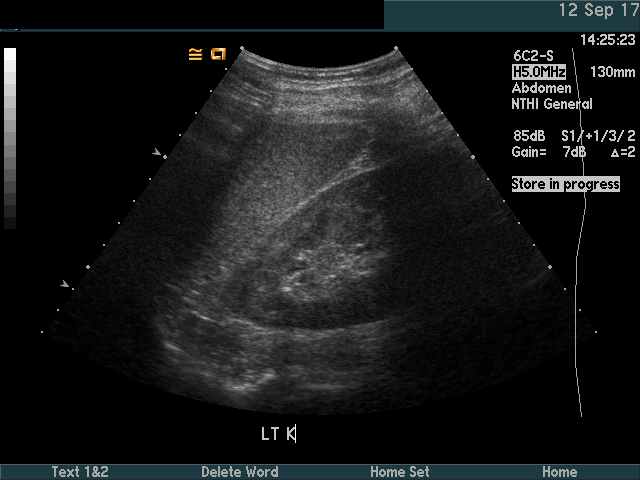 12 Sep 17
14:25:23
6C2-S
H5.0MHz 130mm
Abdomen
NTHI General
85dB S1/+1/3/2
Gain= 7dB Δ=2
Store in progress
LT K
Text 1&2 Delete Word Home Set Home